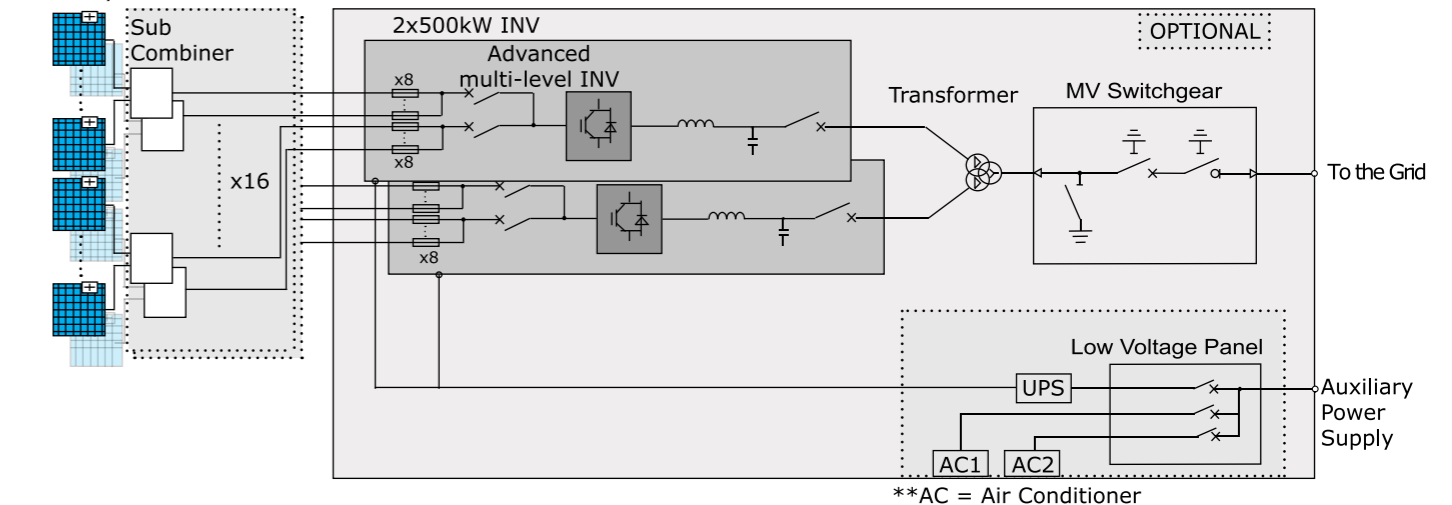 Sub
Combiner
x16
2x500kW INV
Advanced
multi-level INV
x8
x8
x8
OPTIONAL
Transformer
MV Switchgear
To the Grid
Low Voltage Panel
UPS
AC1
AC2
Auxiliary
Power
Supply
**AC = Air Conditioner